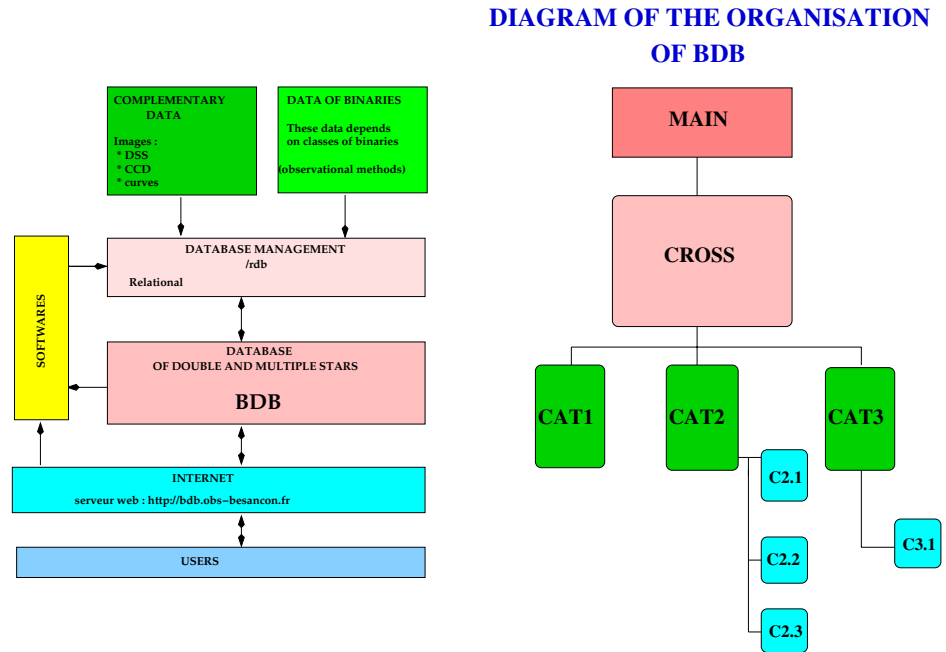 DIAGRAM OF THE ORGANISATION
OF BDB
COMPLEMENTARY
DATA
Images :
* DSS
* CCD
* curves
DATA OF BINARIES
These data depends
on classes of binaries
(observational methods)
DATABASE MANAGEMENT
/rdb
Relational
SOFTWARES
DATABASE
OF DOUBLE AND MULTIPLE STARS
BDB
INTERNET
serveur web : http://bdb.obs−besancon.fr
USERS
MAIN
CROSS
CAT1
CAT2
CAT3
C2.1
C2.2
C2.3
C3.1